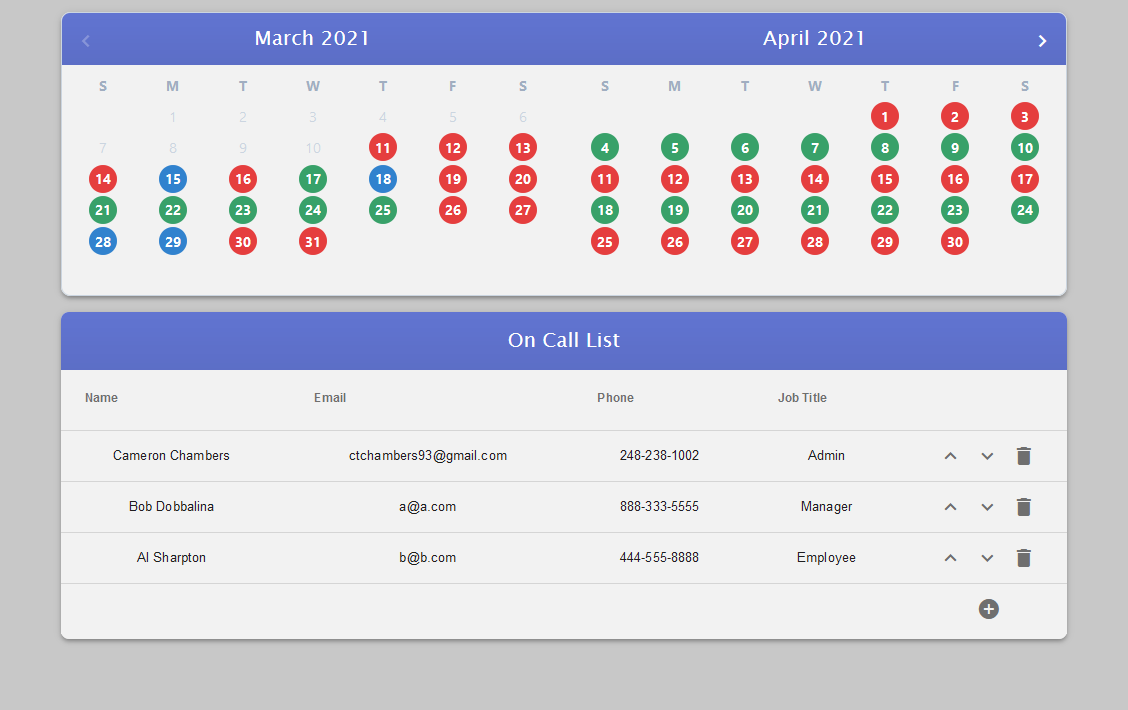 March 2021 April 2021
S M T W T F S S M T W T F S
1 2 3 4 5 6 1 2 3
7 8 9 10 11 12 13 4 5 6 7 8 9 10
14 15 16 17 18 19 20 11 12 13 14 15 16 17
21 22 23 24 25 26 27 18 19 20 21 22 23 24
28 29 30 31 25 26 27 28 29 30
On Call List
Name Email Phone Job Title
Cameron Chambers ctchambers93@gmail.com 248-238-1002 Admin
Bob Dobbalina a@a.com 888-333-5555 Manager
Al Sharpton b@b.com 444-555-8888 Employee